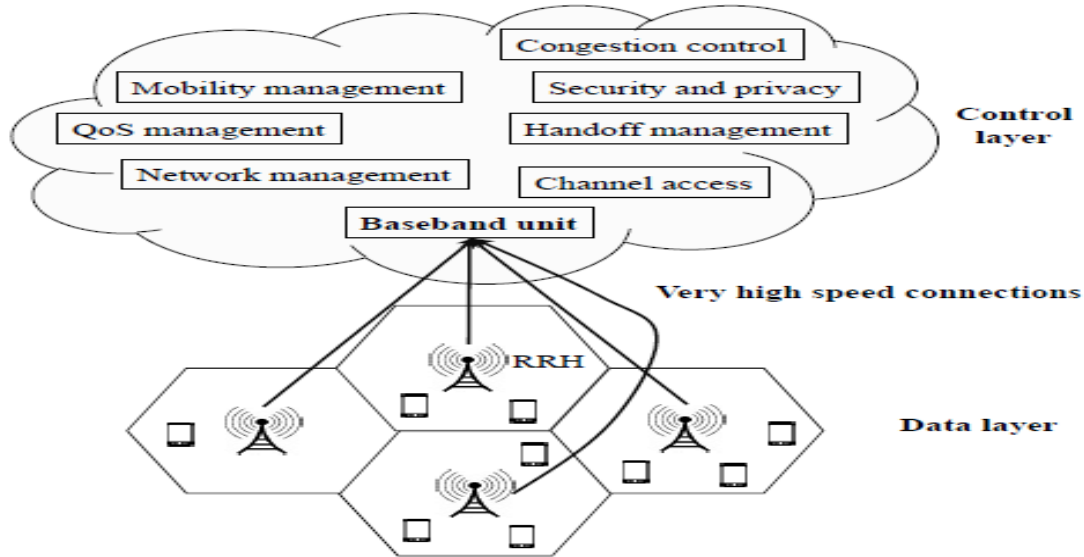 Congestion control
Mobility management
Security and privacy
QoS management
Handoff management
Control
layer
Network management
Channel access
Baseband unit
Very high speed connections
RRH
Data layer